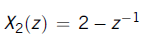 X₂(z) = 2 − z⁻¹